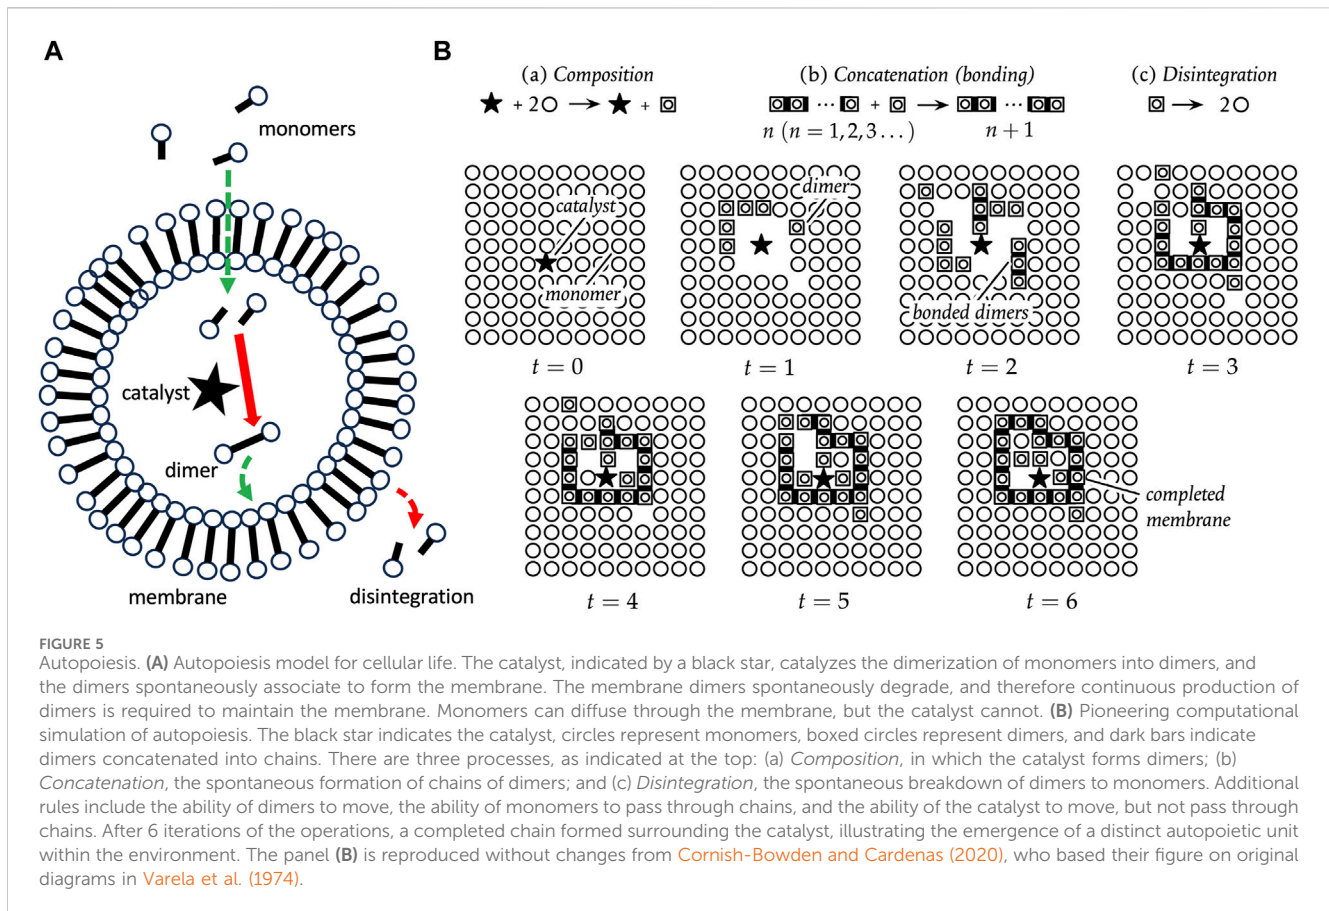 A
monomers
catalyst
dimer
membrane
disintegration
B
(a) Composition
★ + 2○ → ★ + ⊡
(b) Concatenation (bonding)
... + →  ...
n (n = 1, 2, 3 ...)
n + 1
(c) Disintegration
⊡ → 2○
catalyst
monomer
t = 0
dimer
t = 1
bonded dimers
t = 2
t = 3
t = 4
t = 5
completed
membrane
t = 6
FIGURE 5
Autopoiesis. (A) Autopoiesis model for cellular life. The catalyst, indicated by a black star, catalyzes the dimerization of monomers into dimers, and
the dimers spontaneously associate to form the membrane. The membrane dimers spontaneously degrade, and therefore continuous production of
dimers is required to maintain the membrane. Monomers can diffuse through the membrane, but the catalyst cannot. (B) Pioneering computational
simulation of autopoiesis. The black star indicates the catalyst, circles represent monomers, boxed circles represent dimers, and dark bars indicate
dimers concatenated into chains. There are three processes, as indicated at the top: (a) Composition, in which the catalyst forms dimers; (b)
Concatenation, the spontaneous formation of chains of dimers; and (c) Disintegration, the spontaneous breakdown of dimers to monomers. Additional
rules include the ability of dimers to move, the ability of monomers to pass through chains, and the ability of the catalyst to move, but not pass through
chains. After 6 iterations of the operations, a completed chain formed surrounding the catalyst, illustrating the emergence of a distinct autopoietic unit
within the environment. The panel (B) is reproduced without changes from Cornish-Bowden and Cardenas (2020), who based their figure on original
diagrams in Varela et al. (1974).